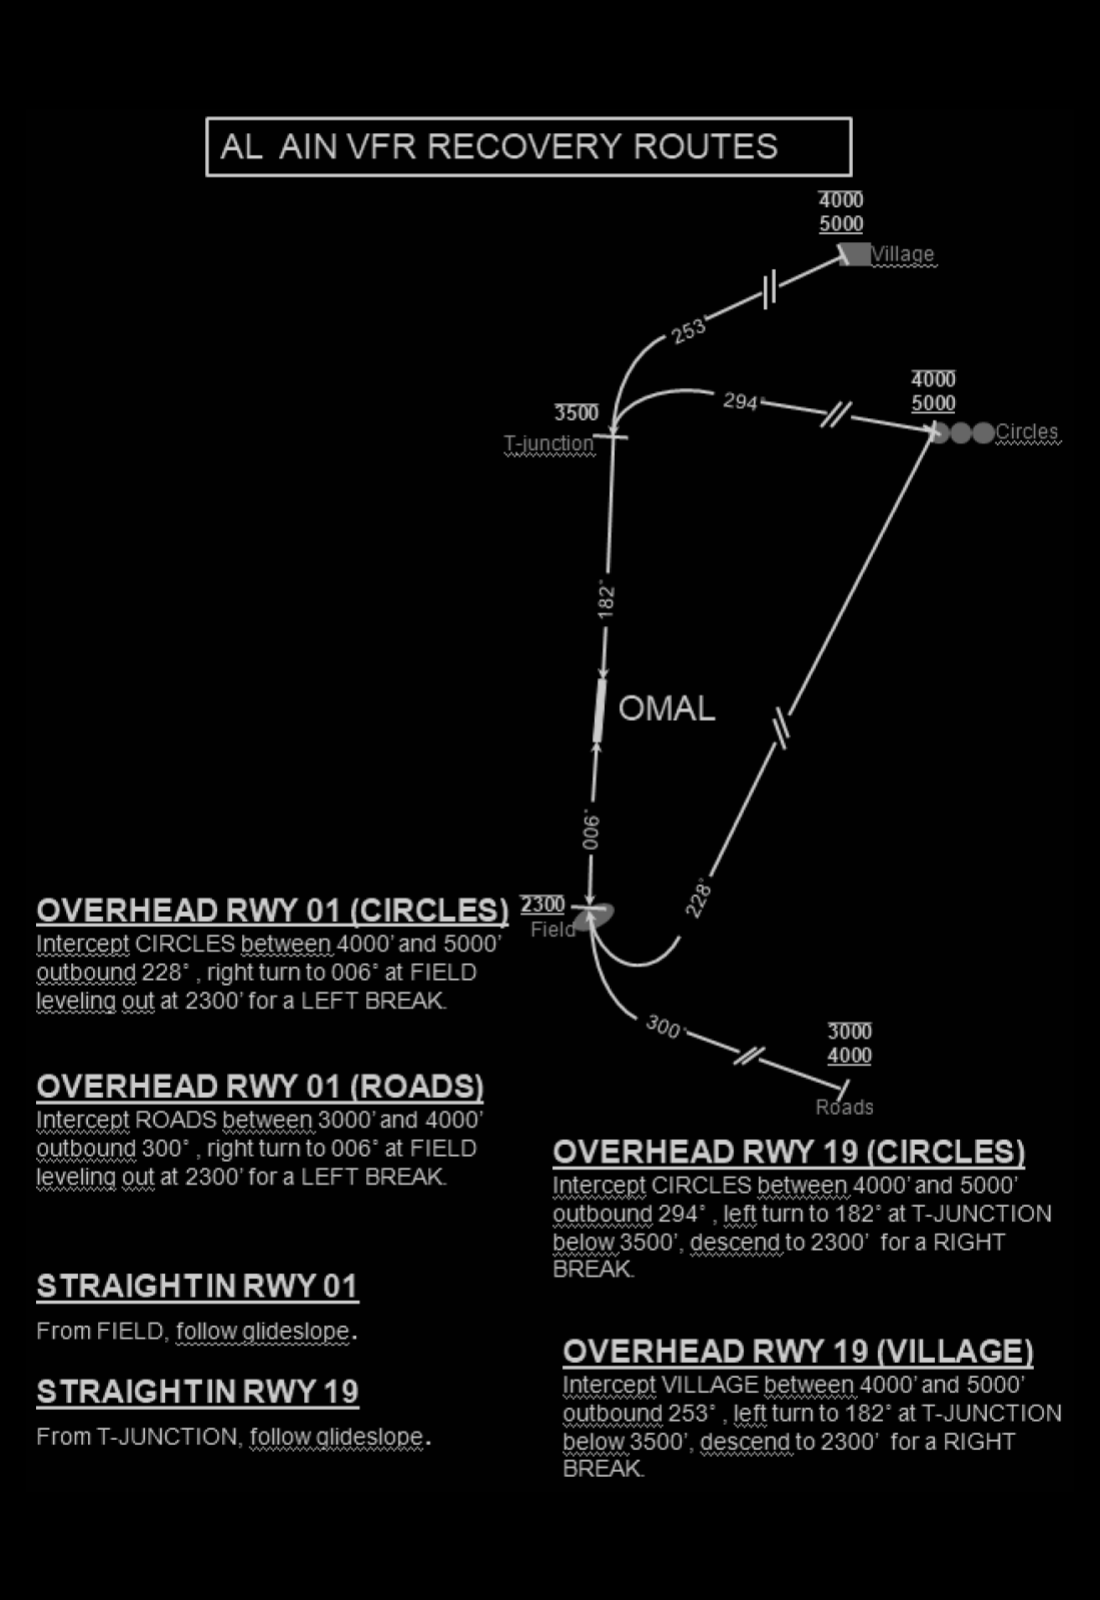 AL AIN VFR RECOVERY ROUTES
4000
5000
Village
253°
294°
4000
5000
Circles
3500
T-junction
182°
OMAL
006°
228°
2300
Field
300°
3000
4000
Roads
OVERHEAD RWY 01 (CIRCLES)
Intercept CIRCLES between 4000' and 5000'
outbound 228° , right turn to 006° at FIELD
leveling out at 2300' for a LEFT BREAK.
OVERHEAD RWY 01 (ROADS)
Intercept ROADS between 3000' and 4000'
outbound 300° , right turn to 006° at FIELD
leveling out at 2300' for a LEFT BREAK.
STRAIGHT IN RWY 01
From FIELD, follow glideslope.
STRAIGHT IN RWY 19
From T-JUNCTION, follow glideslope.
OVERHEAD RWY 19 (CIRCLES)
Intercept CIRCLES between 4000' and 5000'
outbound 294° , left turn to 182° at T-JUNCTION
below 3500', descend to 2300' for a RIGHT
BREAK.
OVERHEAD RWY 19 (VILLAGE)
Intercept VILLAGE between 4000' and 5000'
outbound 253° , left turn to 182° at T-JUNCTION
below 3500', descend to 2300' for a RIGHT
BREAK.